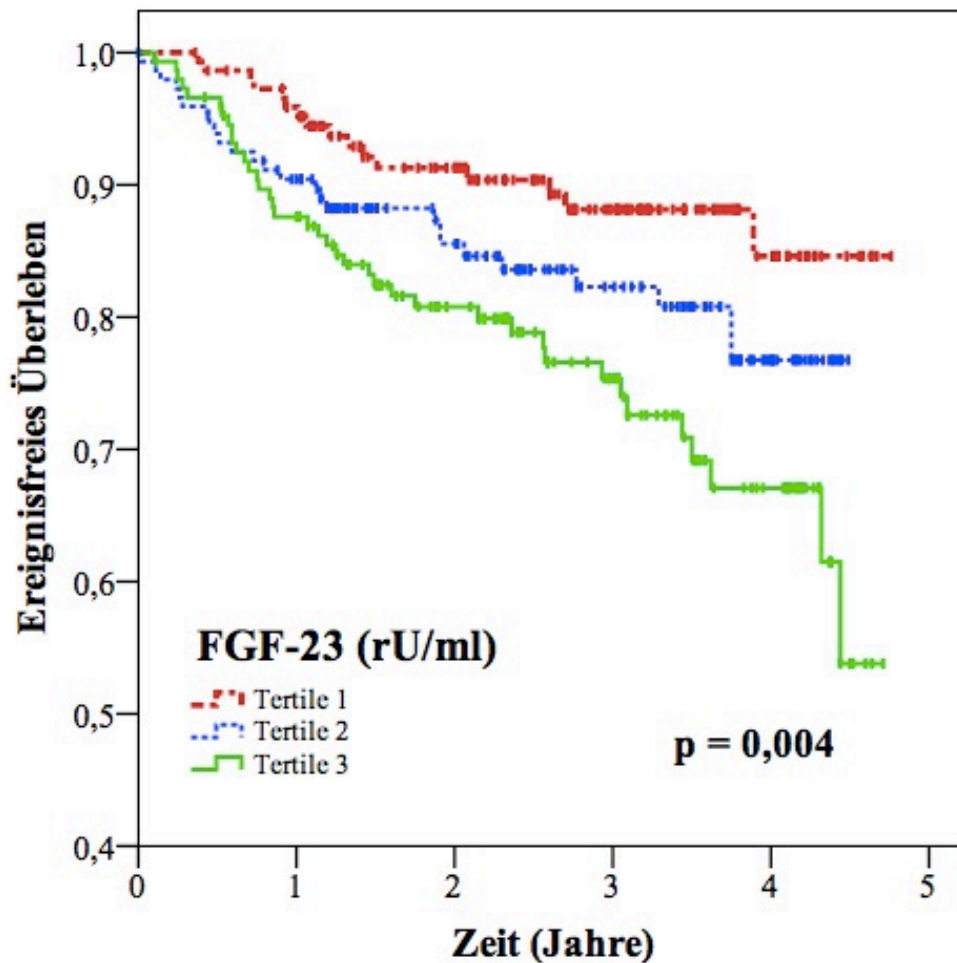 Ereignisfreies Überleben
1,0
0,9
0,8
0,7
0,6
0,5
0,4
FGF-23 (rU/ml)
Tertile 1
Tertile 2
Tertile 3
p = 0,004
0 1 2 3 4 5
Zeit (Jahre)